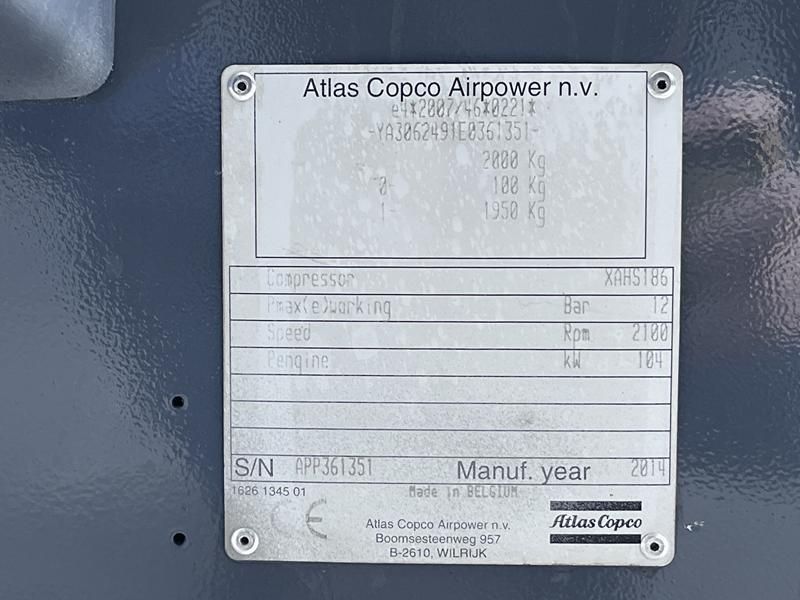 Atlas Copco Airpower n.v.
e4*2007/46*0221*
-YA3062491E0361351-
2000 Kg
0- 100 Kg
1- 1950 Kg
Compressor XAHS186
Pmax(e)working Bar 12
Speed Rpm 2100
Pengine kW 104
S/N APP361351 Manuf. year 2014
1626 1345 01 Made in BELGIUM
CE
Atlas Copco Airpower n.v.
Boomsesteenweg 957
B-2610, WILRIJK
Atlas Copco